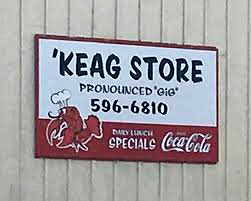 'KEAG STORE
PRONOUNCED "GIG"
596-6810
DAILY LUNCH
SPECIALS
Coca-Cola